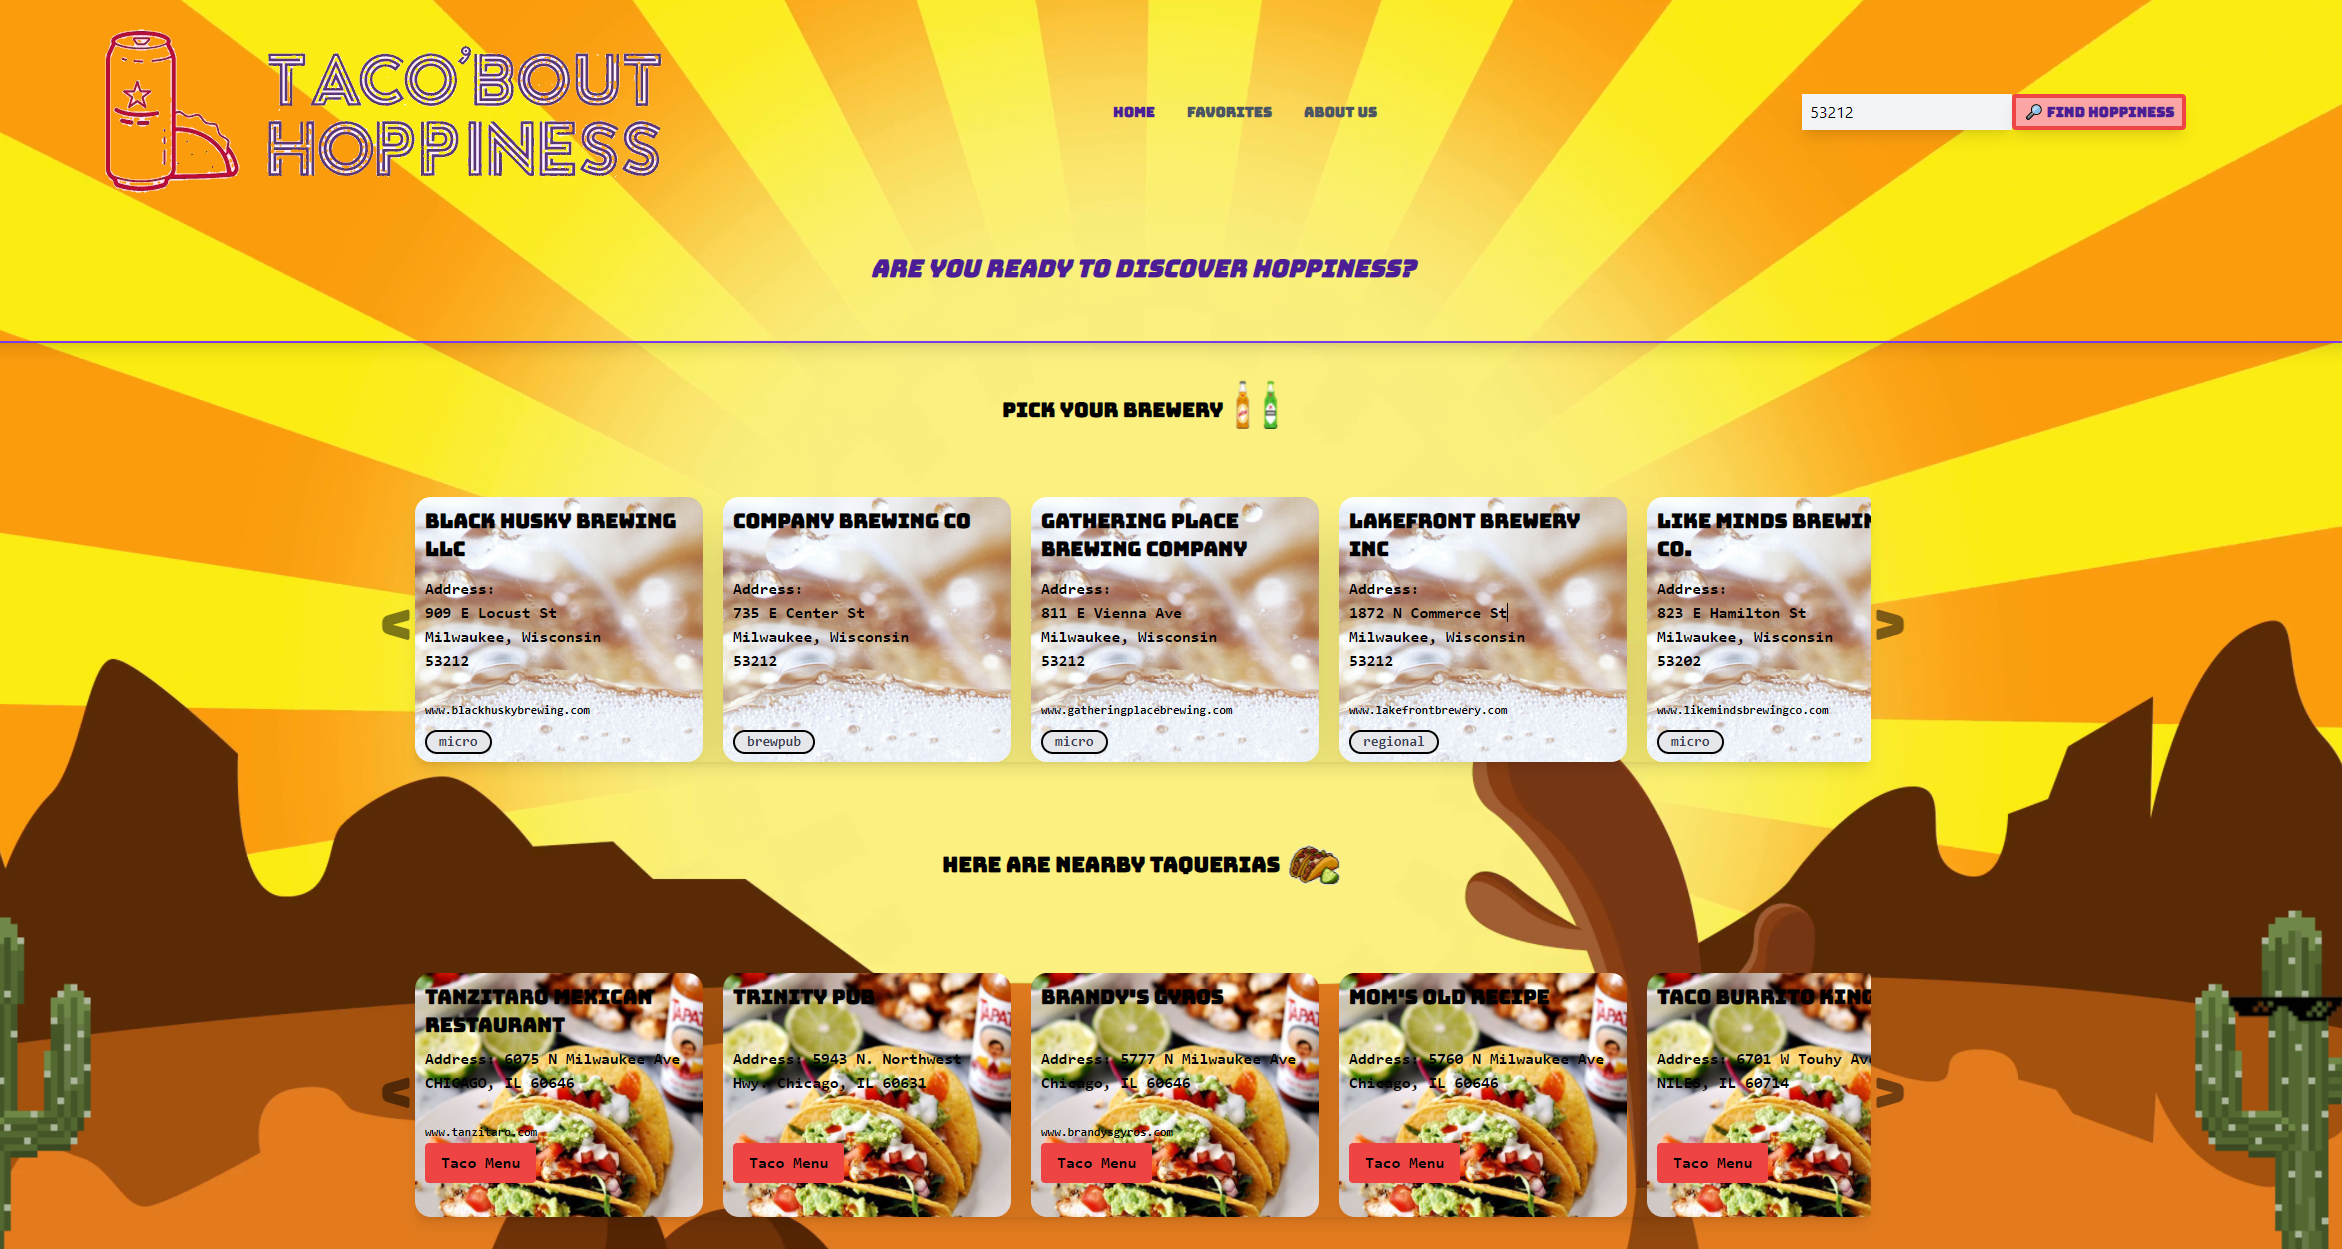 TACO'BOUT
HOPPINESS
HOME FAVORITES ABOUT US
53212 FIND HOPPINESS
ARE YOU READY TO DISCOVER HOPPINESS?
PICK YOUR BREWERY
<
BLACK HUSKY BREWING
LLC
Address:
909 E Locust St
Milwaukee, Wisconsin
53212
www.blackhuskybrewing.com
micro
COMPANY BREWING CO
Address:
735 E Center St
Milwaukee, Wisconsin
53212
brewpub
GATHERING PLACE
BREWING COMPANY
Address:
811 E Vienna Ave
Milwaukee, Wisconsin
53212
www.gatheringplacebrewing.com
micro
LAKEFRONT BREWERY
INC
Address:
1872 N Commerce St
Milwaukee, Wisconsin
53212
www.lakefrontbrewery.com
regional
LIKE MINDS BREWIN
CO.
Address:
823 E Hamilton St
Milwaukee, Wisconsin
53202
www.likemindsbrewingco.com
micro
>
HERE ARE NEARBY TAQUERIAS
<
TANZITARO MEXICAN
RESTAURANT
Address: 6075 N Milwaukee Ave
CHICAGO, IL 60646
www.tanzitaro.com
Taco Menu
TRINITY PUB
Address: 5943 N. Northwest
Hwy. Chicago, IL 60631
Taco Menu
BRANDY'S GYROS
Address: 5777 N Milwaukee Ave
Chicago, IL 60646
www.brandysgyros.com
Taco Menu
MOM'S OLD RECIPE
Address: 5760 N Milwaukee Ave
Chicago, IL 60646
Taco Menu
TACO BURRITO KING
Address: 6701 W Touhy Av
NILES, IL 60714
Taco Menu
>